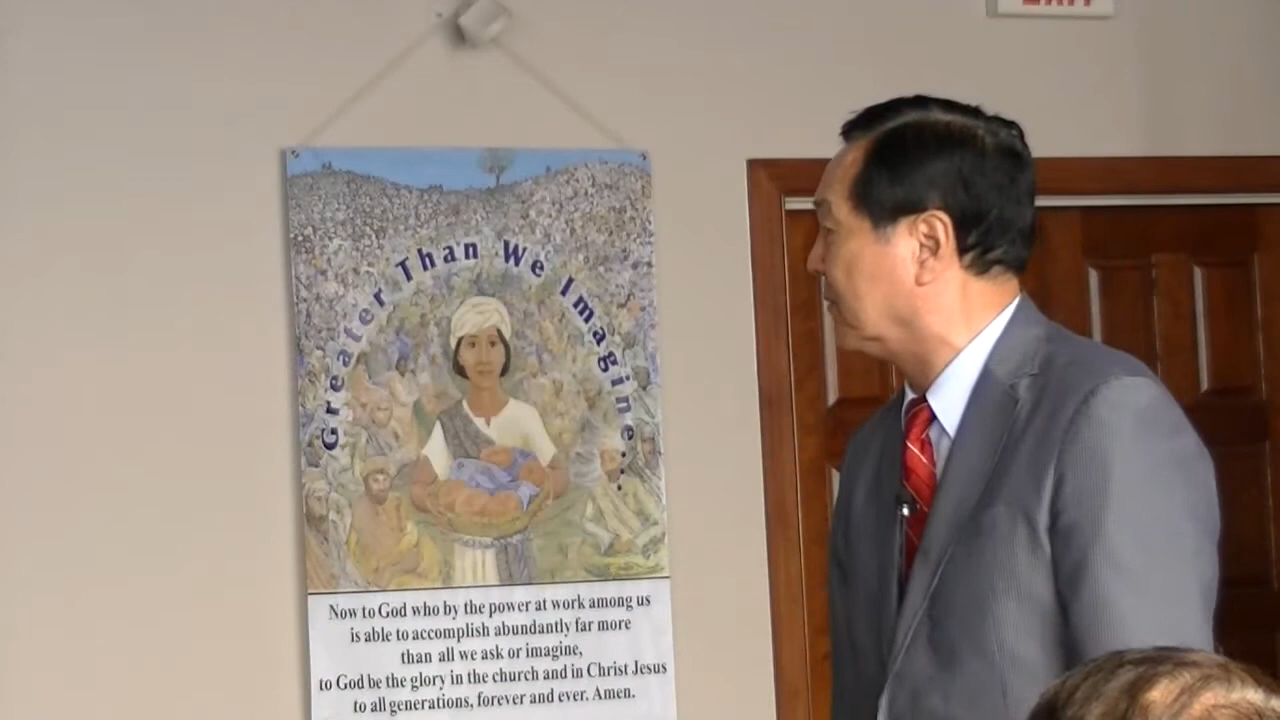 EXIT
Greater Than We Imagine...
Now to God who by the power at work among us
is able to accomplish abundantly far more
than all we ask or imagine,
to God be the glory in the church and in Christ Jesus
to all generations, forever and ever. Amen.